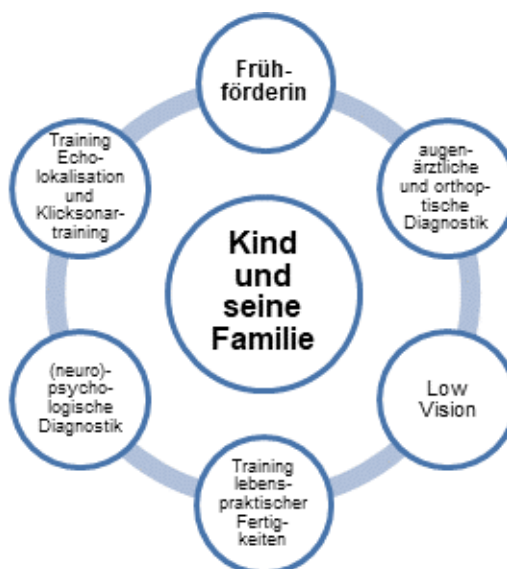 Früh-
förderin
augen-
ärztliche
und orthop-
tische
Diagnostik
Low
Vision
Training
lebens-
praktischer
Fertig-
keiten
(neuro)-
psycho-
logische
Diagnostik
Training
Echo-
lokalisation
und
Klicksonar-
training
Kind
und
seine
Familie